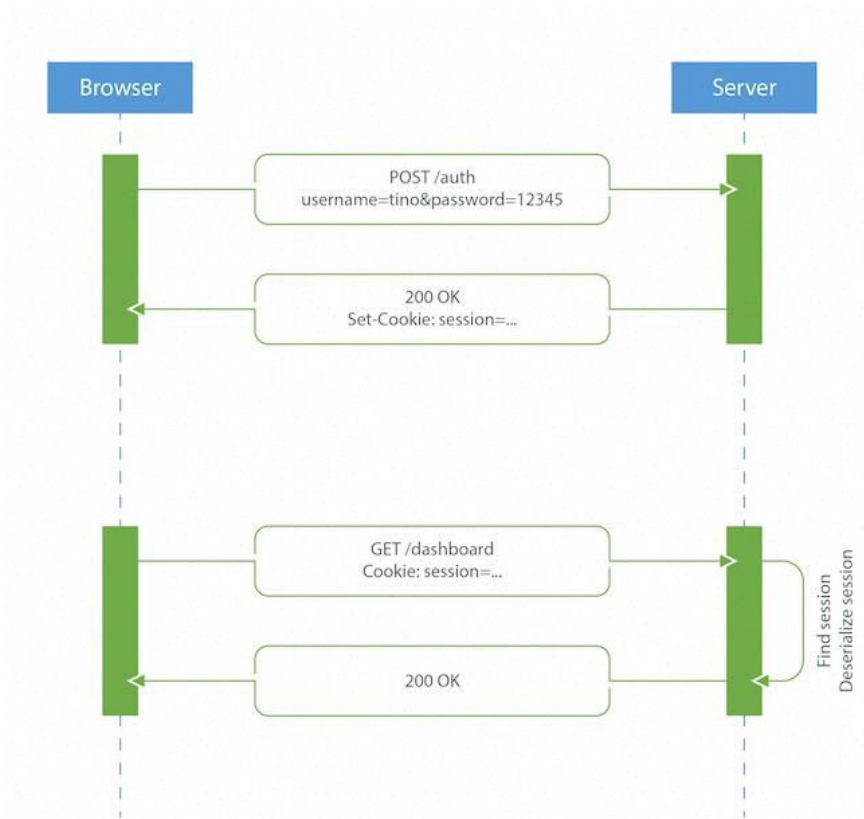 Browser
Server
POST /auth
username=tino&password=12345
200 OK
Set-Cookie: session=...
GET /dashboard
Cookie: session=...
Find session
Deserialize session
200 OK